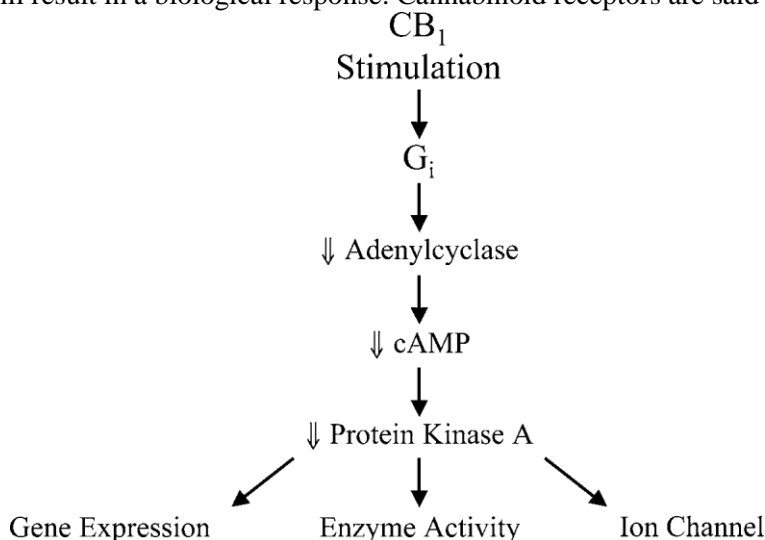 result in a biological response. Cannabinoid receptors are said
CB₁
Stimulation
Gᵢ
⇓ Adenylcyclase
⇓ cAMP
⇓ Protein Kinase A
Gene Expression Enzyme Activity Ion Channel